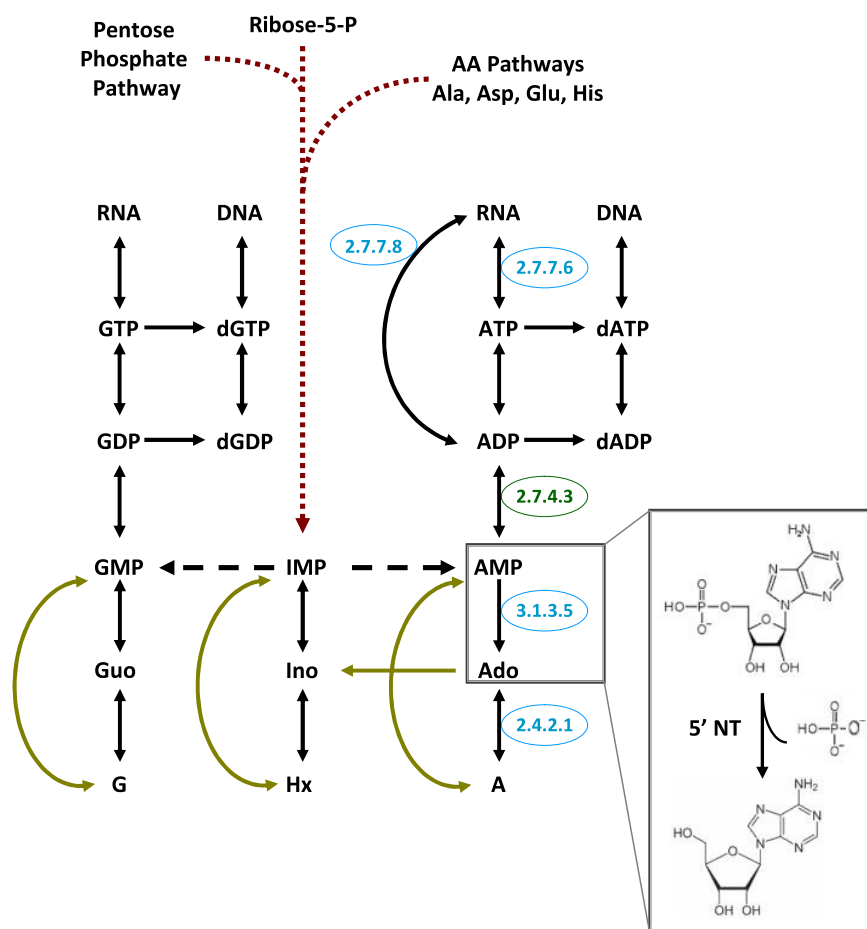 Pentose
Phosphate
Pathway
Ribose-5-P
AA Pathways
Ala, Asp, Glu, His
RNA
DNA
RNA
DNA
2.7.7.8
2.7.7.6
GTP
dGTP
ATP
dATP
GDP
dGDP
ADP
dADP
2.7.4.3
GMP
IMP
AMP
3.1.3.5
Guo
Ino
Ado
2.4.2.1
G
Hx
A
H₂N
N
N
N
N
O
HO-P-O
O⁻
O
OH OH
5’ NT
O
HO-P-O⁻
O⁻
NH₂
N
N
N
N
HO
O
OH OH